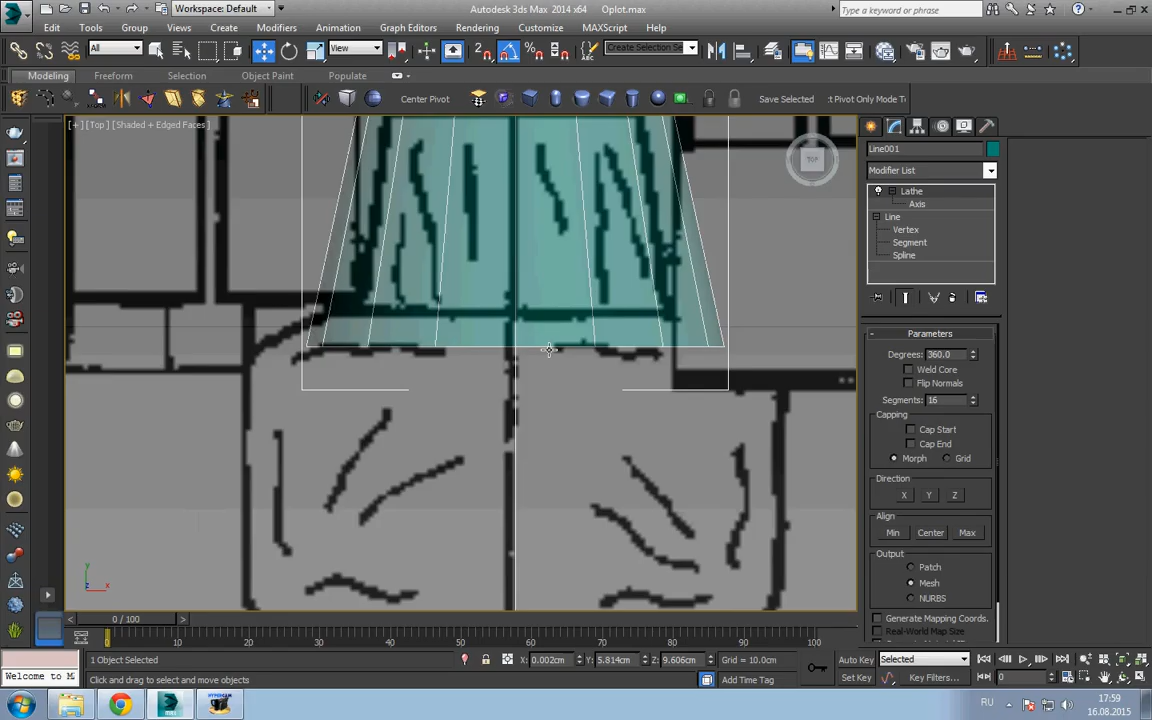 Workspace: Default
Autodesk 3ds Max 2014 x64
Oplot.max
Type a keyword or phrase
Edit
Tools
Group
Views
Create
Modifiers
Animation
Graph Editors
Rendering
Customize
MAXScript
Help
All
View
Create Selection Se
Modeling
Freeform
Selection
Object Paint
Populate
Center Pivot
Save Selected
:t Pivot Only Mode T
[ + ] [ Top ] [ Shaded + Edged Faces ]
TOP
Line001
Modifier List
Lathe
Axis
Line
Vertex
Segment
Spline
Parameters
Degrees: 360.0
Weld Core
Flip Normals
Segments: 16
Capping
Cap Start
Cap End
Morph
Grid
Direction
X
Y
Z
Align
Min
Center
Max
Output
Patch
Mesh
NURBS
Generate Mapping Coords.
Real-World Map Size
y
z
x
0 / 100
0
10
20
30
40
50
60
70
80
90
100
1 Object Selected
X: 0.002cm
Y: 5.814cm
Z: 9.606cm
Grid = 10.0cm
Auto Key
Selected
Welcome to M
Click and drag to select and move objects
Add Time Tag
Set Key
Key Filters...
0
RU
17:59
16.08.2015